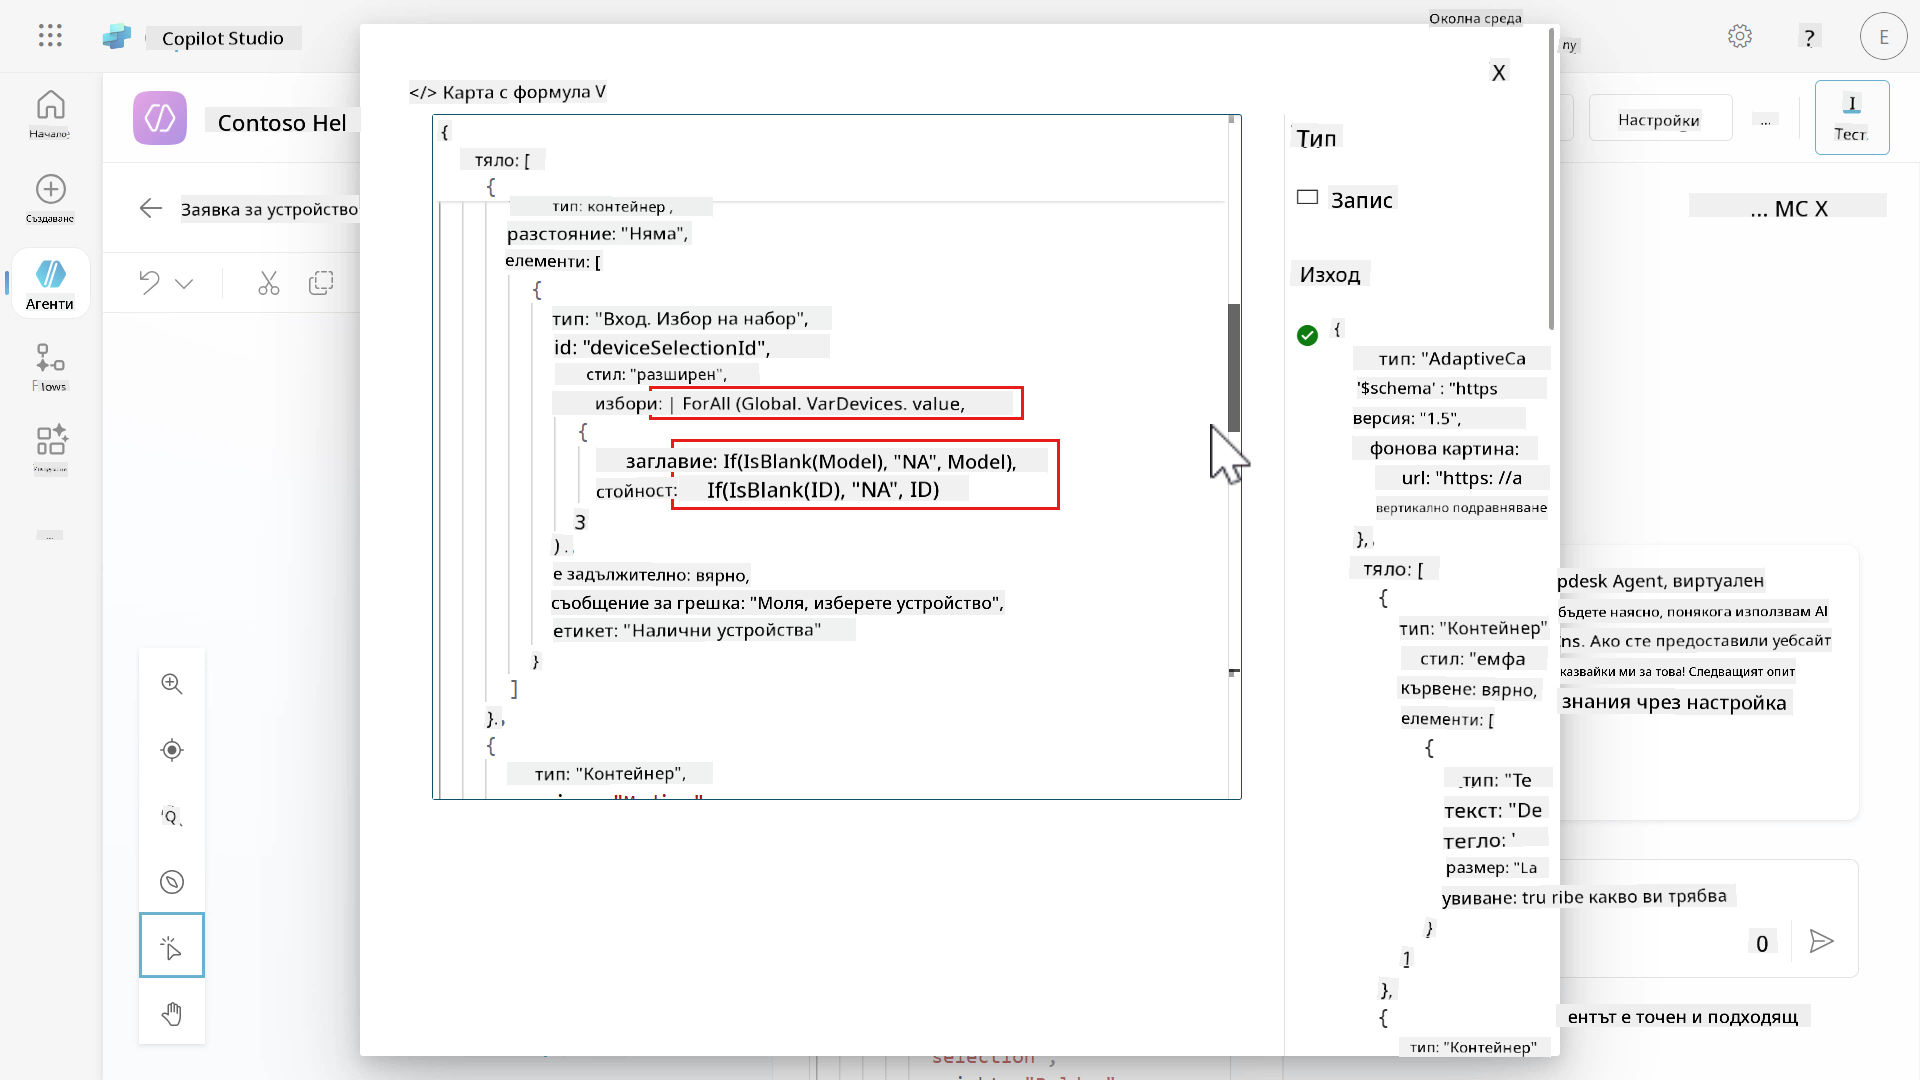 Copilot Studio
Околна среда
ny
?
E
Начало
Създаване
Агенти
Flows
...
Contoso Hel
Заявка за устройство
Настройки
...
Тест
... МС X
</> Карта с формула V
X
{
тяло: [
{
тип: контейнер ,
разстояние: "Няма",
елементи: [
{
тип: "Вход. Избор на набор",
id: "deviceSelectionId",
стил: "разширен",
избори: | ForAll (Global. VarDevices. value,
{
заглавие: If(IsBlank(Model), "NA", Model),
стойност: If(IsBlank(ID), "NA", ID)
3
) .
е задължително: вярно,
съобщение за грешка: "Моля, изберете устройство",
етикет: "Налични устройства"
}
]
}.,
{
тип: "Контейнер",
Тип
Запис
Изход
{
тип: "AdaptiveCa
'$schema' : "https
версия: "1.5",
фонова картина:
url: "https: //a
вертикално подравняване
},
тяло: [
{
тип: "Контейнер"
стил: "емфа
кървене: вярно,
елементи: [
{
тип: "Te
текст: "De
тегло: '
размер: "La
увиване: tru ribe какво ви трябва
}
1
},
{
тип: "Контейнер"
pdesk Agent, виртуален
бъдете наясно, понякога използвам AI
ns. Ако сте предоставили уебсайт
казвайки ми за това! Следващият опит
знания чрез настройка
0
ентът е точен и подходящ
selection ,